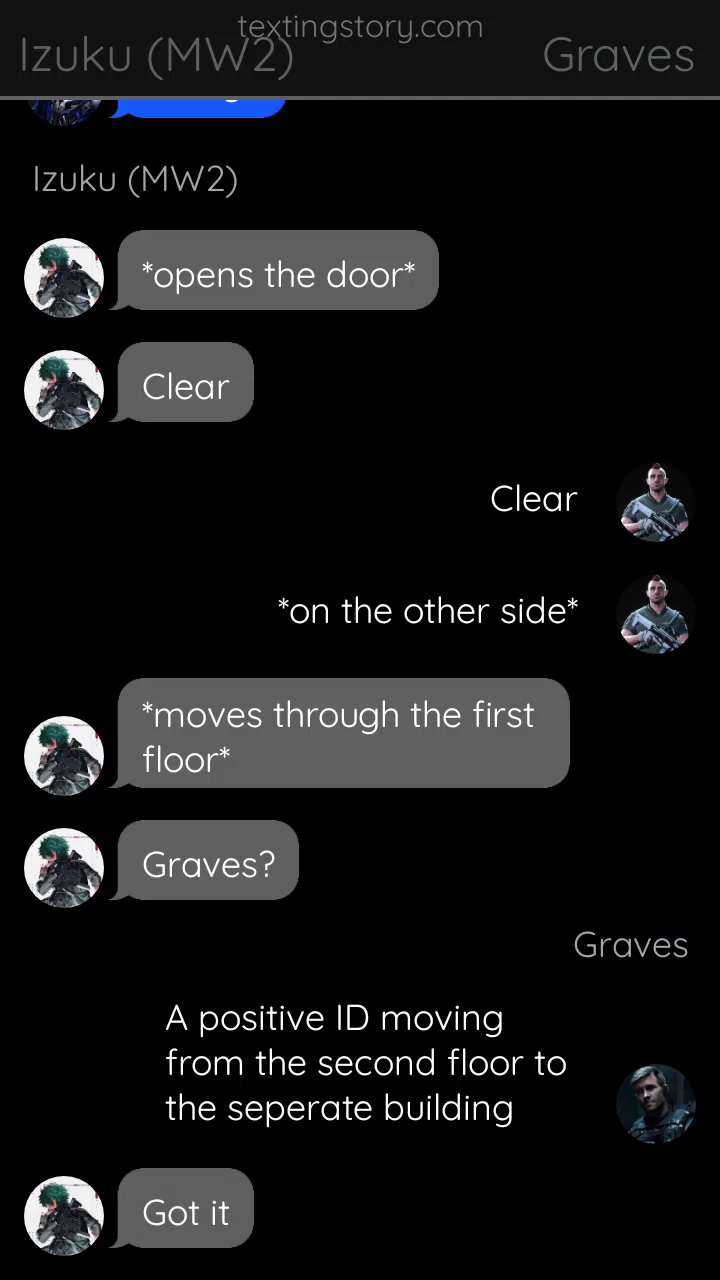 textingstory.com
Izuku (MW2)
Graves
Izuku (MW2)
*opens the door*
Clear
Clear
*on the other side*
*moves through the first
floor*
Graves?
Graves
A positive ID moving
from the second floor to
the seperate building
Got it